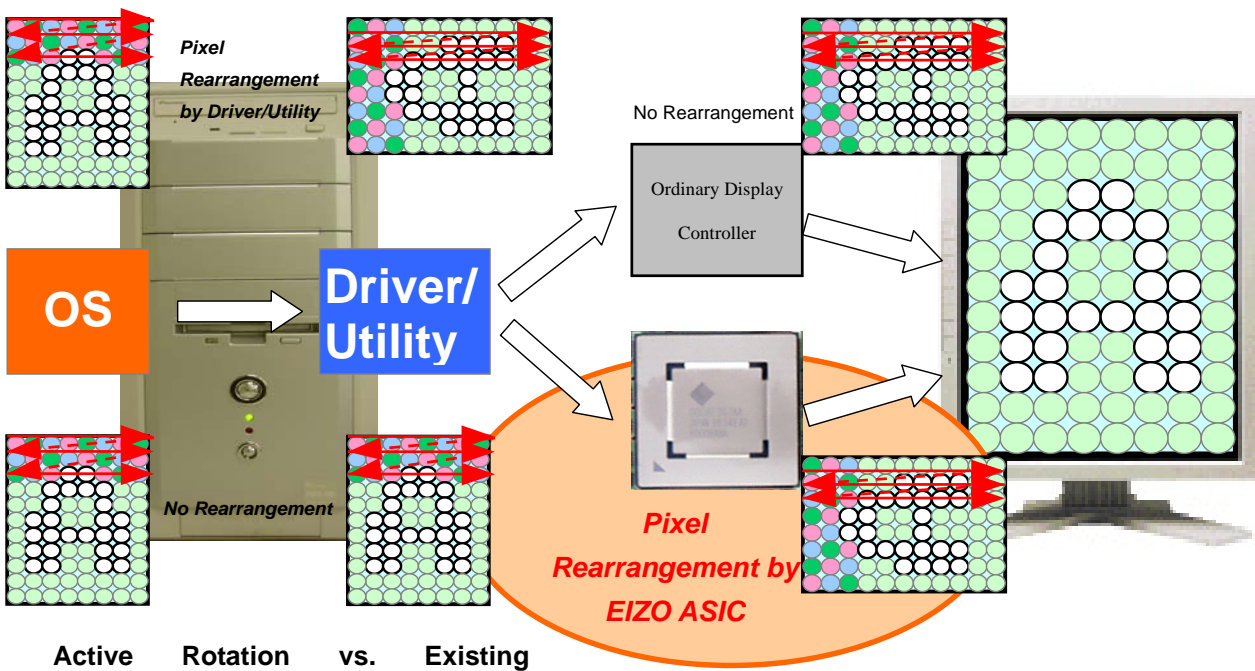 Pixel
Rearrangement
by Driver/Utility
No Rearrangement
Ordinary Display
Controller
OS
Driver/
Utility
No Rearrangement
Pixel
Rearrangement by
EIZO ASIC
Active Rotation vs. Existing